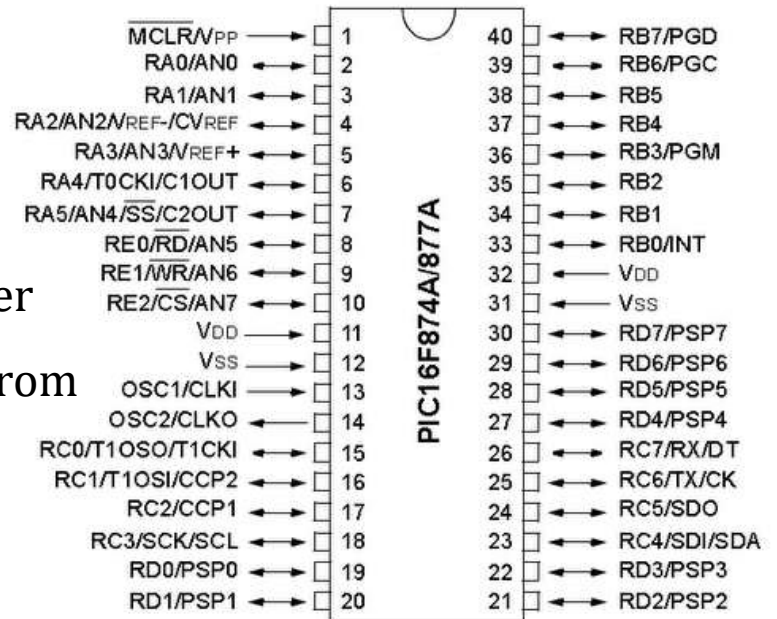 M̅C̅L̅R̅/VPP 1 40 RB7/PGD
RA0/AN0 2 39 RB6/PGC
RA1/AN1 3 38 RB5
RA2/AN2/VREF-/CVREF 4 37 RB4
RA3/AN3/VREF+ 5 36 RB3/PGM
RA4/T0CKI/C1OUT 6 35 RB2
RA5/AN4/S̅S̅/C2OUT 7 34 RB1
RE0/R̅D̅/AN5 8 33 RB0/INT
RE1/W̅R̅/AN6 9 32 VDD
er
RE2/C̅S̅/AN7 10 31 VSS
VDD 11 30 RD7/PSP7
VSS 12 29 RD6/PSP6
rom
OSC1/CLKI 13 28 RD5/PSP5
OSC2/CLKO 14 27 RD4/PSP4
RC0/T1OSO/T1CKI 15 26 RC7/RX/DT
RC1/T1OSI/CCP2 16 25 RC6/TX/CK
RC2/CCP1 17 24 RC5/SDO
RC3/SCK/SCL 18 23 RC4/SDI/SDA
RD0/PSP0 19 22 RD3/PSP3
RD1/PSP1 20 21 RD2/PSP2
PIC16F874A/877A